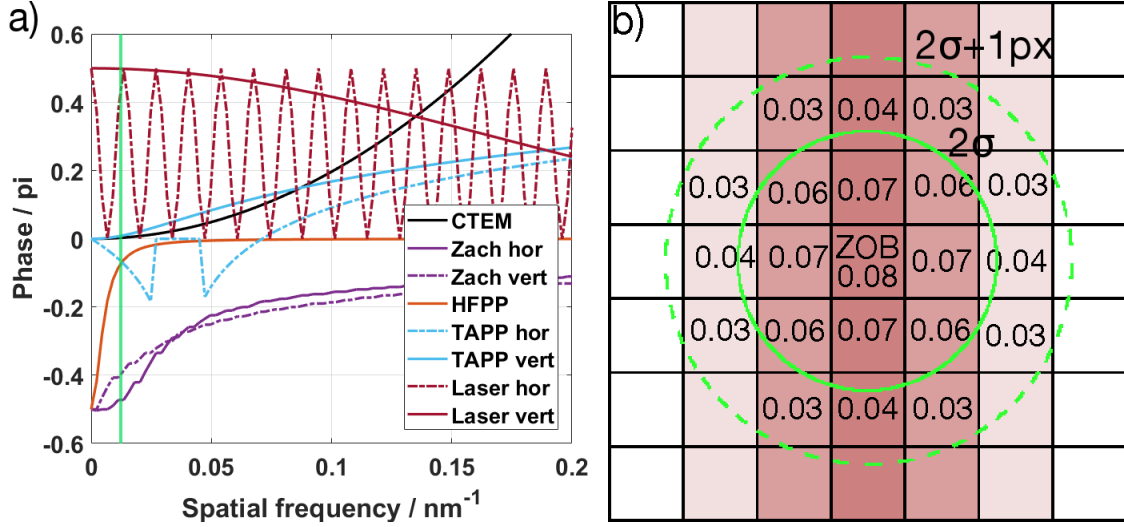 a)
0.6
0.4
0.2
0
-0.2
-0.4
-0.6
Phase / pi
0
0.05
0.1
0.15
0.2
Spatial frequency / nm-1
CTEM
Zach hor
Zach vert
HFPP
TAPP hor
TAPP vert
Laser hor
Laser vert
b)
2σ+1px
0.03 0.04 0.03
2σ
0.03 0.06 0.07 0.06 0.03
ZOB
0.04 0.07 0.08 0.07 0.04
0.03 0.06 0.07 0.06 0.03
0.03 0.04 0.03